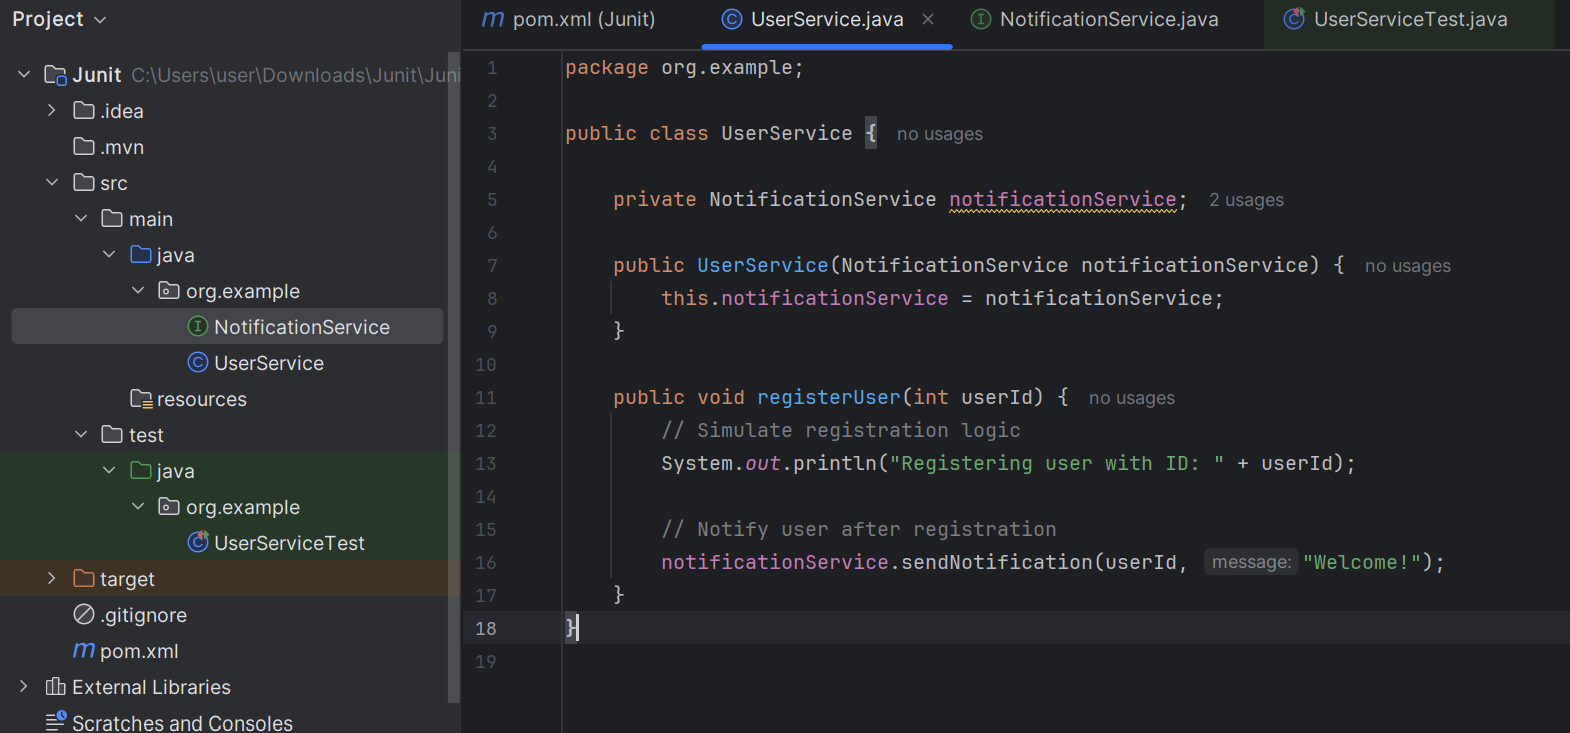 Project
Junit C:\Users\user\Downloads\Junit\Juni
.idea
.mvn
src
main
java
org.example
NotificationService
UserService
resources
test
java
org.example
UserServiceTest
target
.gitignore
pom.xml
External Libraries
Scratches and Consoles
pom.xml (Junit) UserService.java NotificationService.java UserServiceTest.java
1 package org.example;
2
3 public class UserService { no usages
4
5 private NotificationService notificationService; 2 usages
6
7 public UserService(NotificationService notificationService) { no usages
8 this.notificationService = notificationService;
9 }
10
11 public void registerUser(int userId) { no usages
12 // Simulate registration logic
13 System.out.println("Registering user with ID: " + userId);
14
15 // Notify user after registration
16 notificationService.sendNotification(userId, message: "Welcome!");
17 }
18 }
19